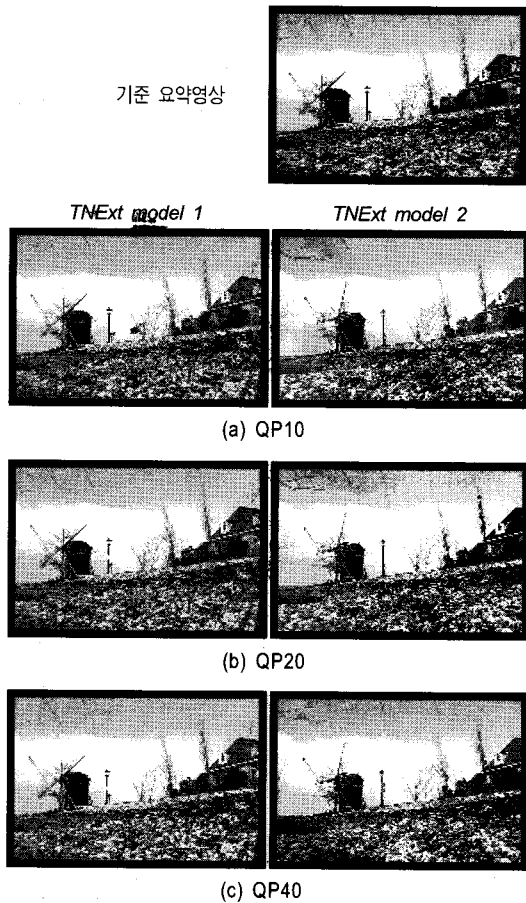 기준 요약영상
TNExt model 1
TNExt model 2
(a) QP10
(b) QP20
(c) QP40